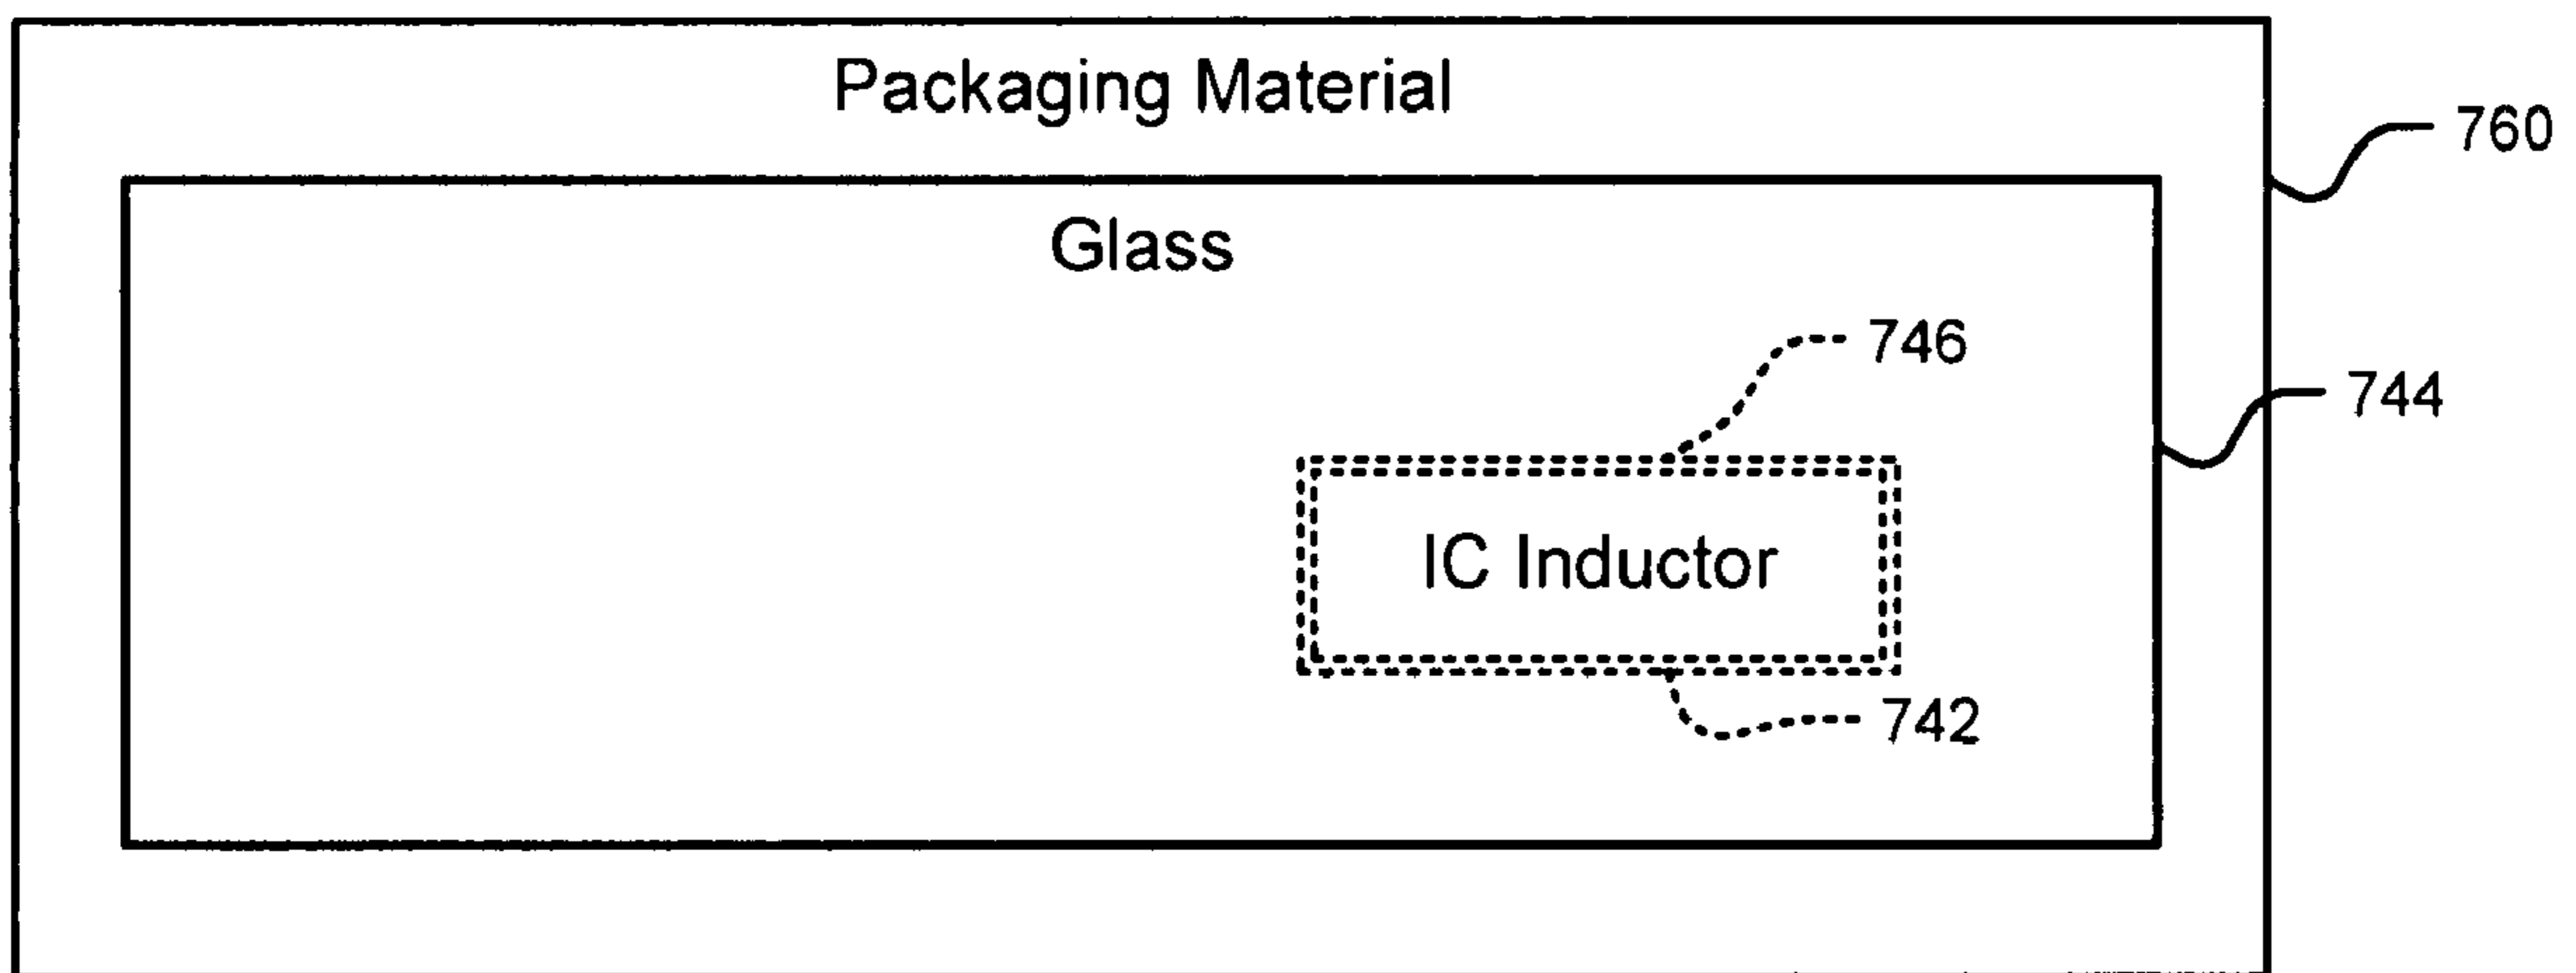 Packaging Material
760
Glass
746
744
IC Inductor
742